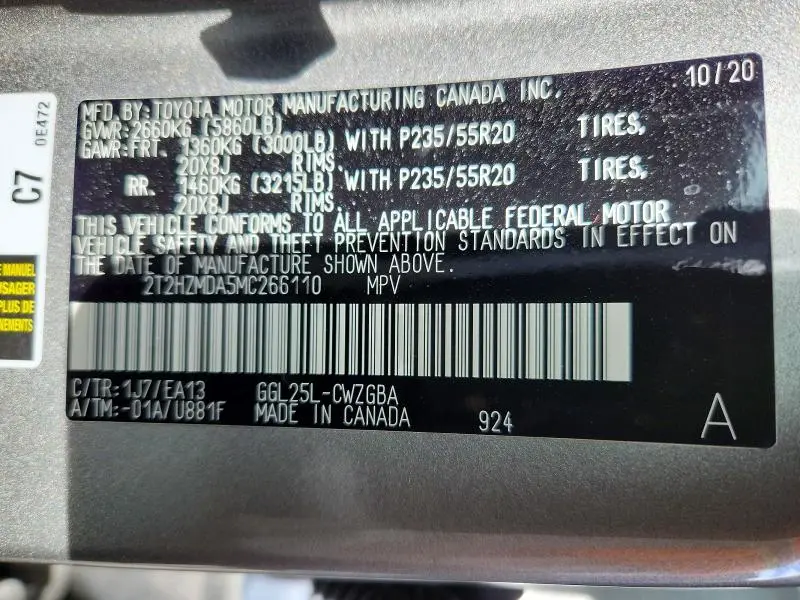 10/20
MFD. BY: TOYOTA MOTOR MANUFACTURING CANADA INC.
GVWR: 2660KG (5860LB)
GAWR: FRT. 1360KG (3000LB) WITH P235/55R20 TIRES,
20X8J RIMS.
RR. 1460KG (3215LB) WITH P235/55R20 TIRES,
20X8J RIMS.
THIS VEHICLE CONFORMS TO ALL APPLICABLE FEDERAL MOTOR
VEHICLE SAFETY AND THEFT PREVENTION STANDARDS IN EFFECT ON
THE DATE OF MANUFACTURE SHOWN ABOVE.
2T2HZMDA5MC266110 MPV
C/TR: 1J7/EA13 GGL25L-CWZGBA
A/TM: -01A/U881F MADE IN CANADA 924
A
C7
0E472
MANUEL
PLUS DE